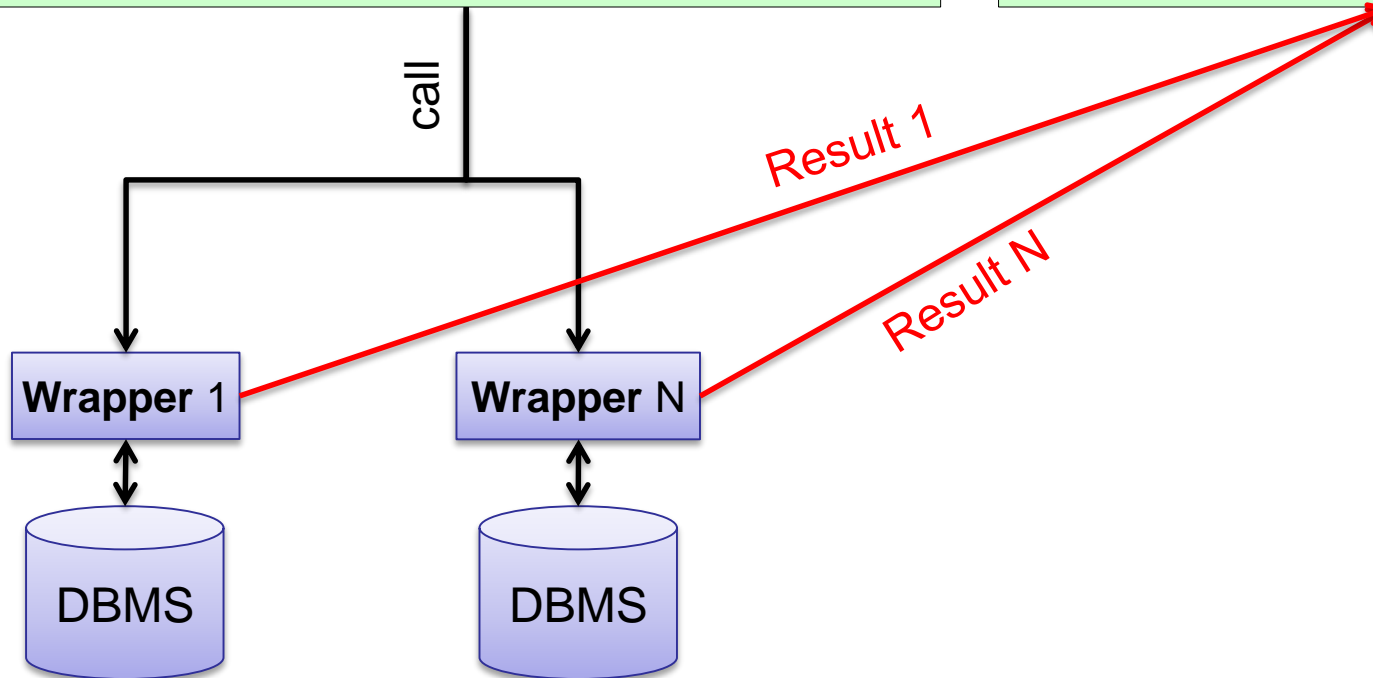 call
Result 1
Result N
Wrapper 1
Wrapper N
DBMS
DBMS